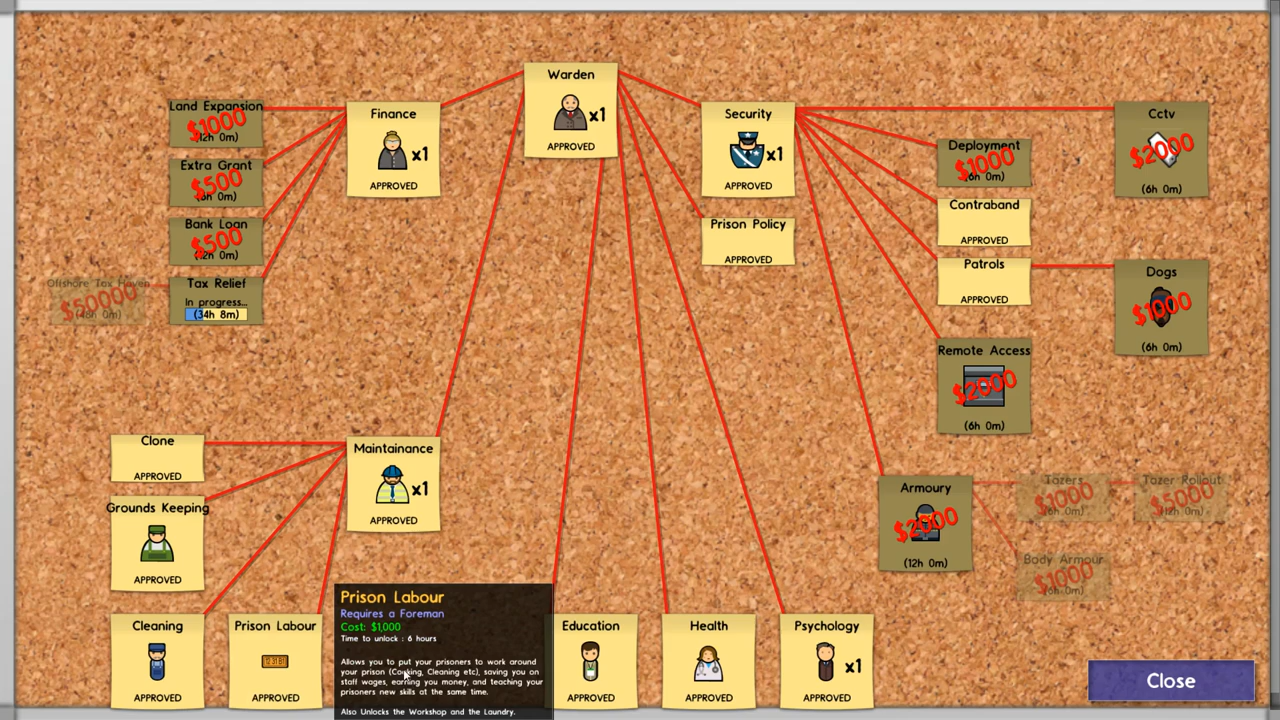 Warden
x1
APPROVED
Land Expansion
$1000
(12h 0m)
Finance
x1
APPROVED
Security
x1
APPROVED
Cctv
$2000
(6h 0m)
Extra Grant
$500
Deployment
$1000
(6h 0m)
Bank Loan
$500
Prison Policy
APPROVED
Contraband
APPROVED
Offshore Tax Haven
$50000
(48h 0m)
Tax Relief
In progress...
(34h 8m)
Patrols
APPROVED
Dogs
$1000
(6h 0m)
Remote Access
$2000
(6h 0m)
Clone
APPROVED
Maintainance
x1
APPROVED
Grounds Keeping
APPROVED
Armoury
$2000
(12h 0m)
Tazers
$1000
(6h 0m)
Tazer Rollout
$5000
(12h 0m)
Body Armour
$1000
(6h 0m)
Cleaning
APPROVED
Prison Labour
APPROVED
Prison Labour
Requires a Foreman
Cost: $1,000
Time to unlock : 6 hours
Allows you to put your prisoners to work around
your prison (Cooking, Cleaning etc), saving you on
staff wages, earning you money, and teaching your
prisoners new skills at the same time.
Also Unlocks the Workshop and the Laundry.
Education
APPROVED
Health
APPROVED
Psychology
x1
APPROVED
Close